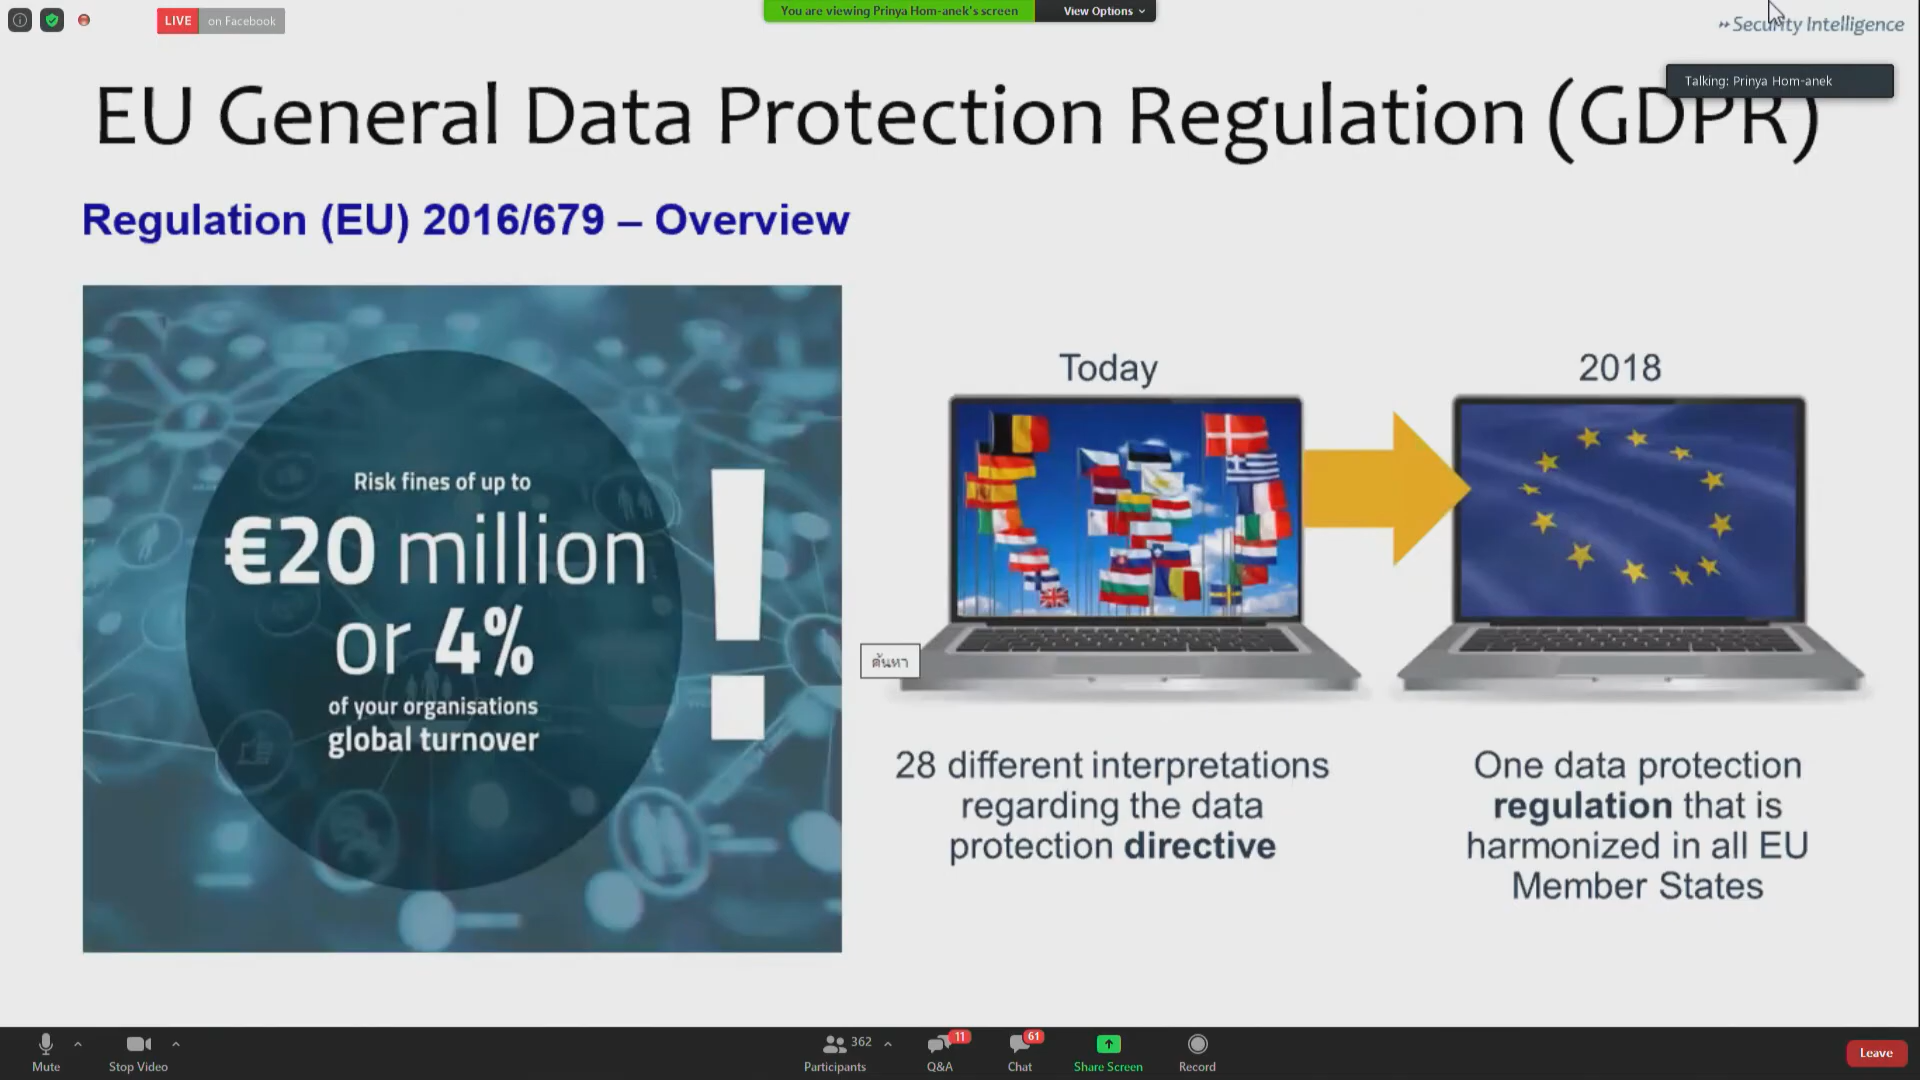 LIVE on Facebook
You are viewing Prinya Hom-anek's screen
View Options
Security Intelligence
Talking: Prinya Hom-anek
EU General Data Protection Regulation (GDPR)
Regulation (EU) 2016/679 – Overview
Risk fines of up to
€20 million
or 4%
of your organisations
global turnover
!
Today
2018
ค้นหา
28 different interpretations
regarding the data
protection directive
One data protection
regulation that is
harmonized in all EU
Member States
Mute
Stop Video
362
Participants
11
Q&A
61
Chat
Share Screen
Record
Leave